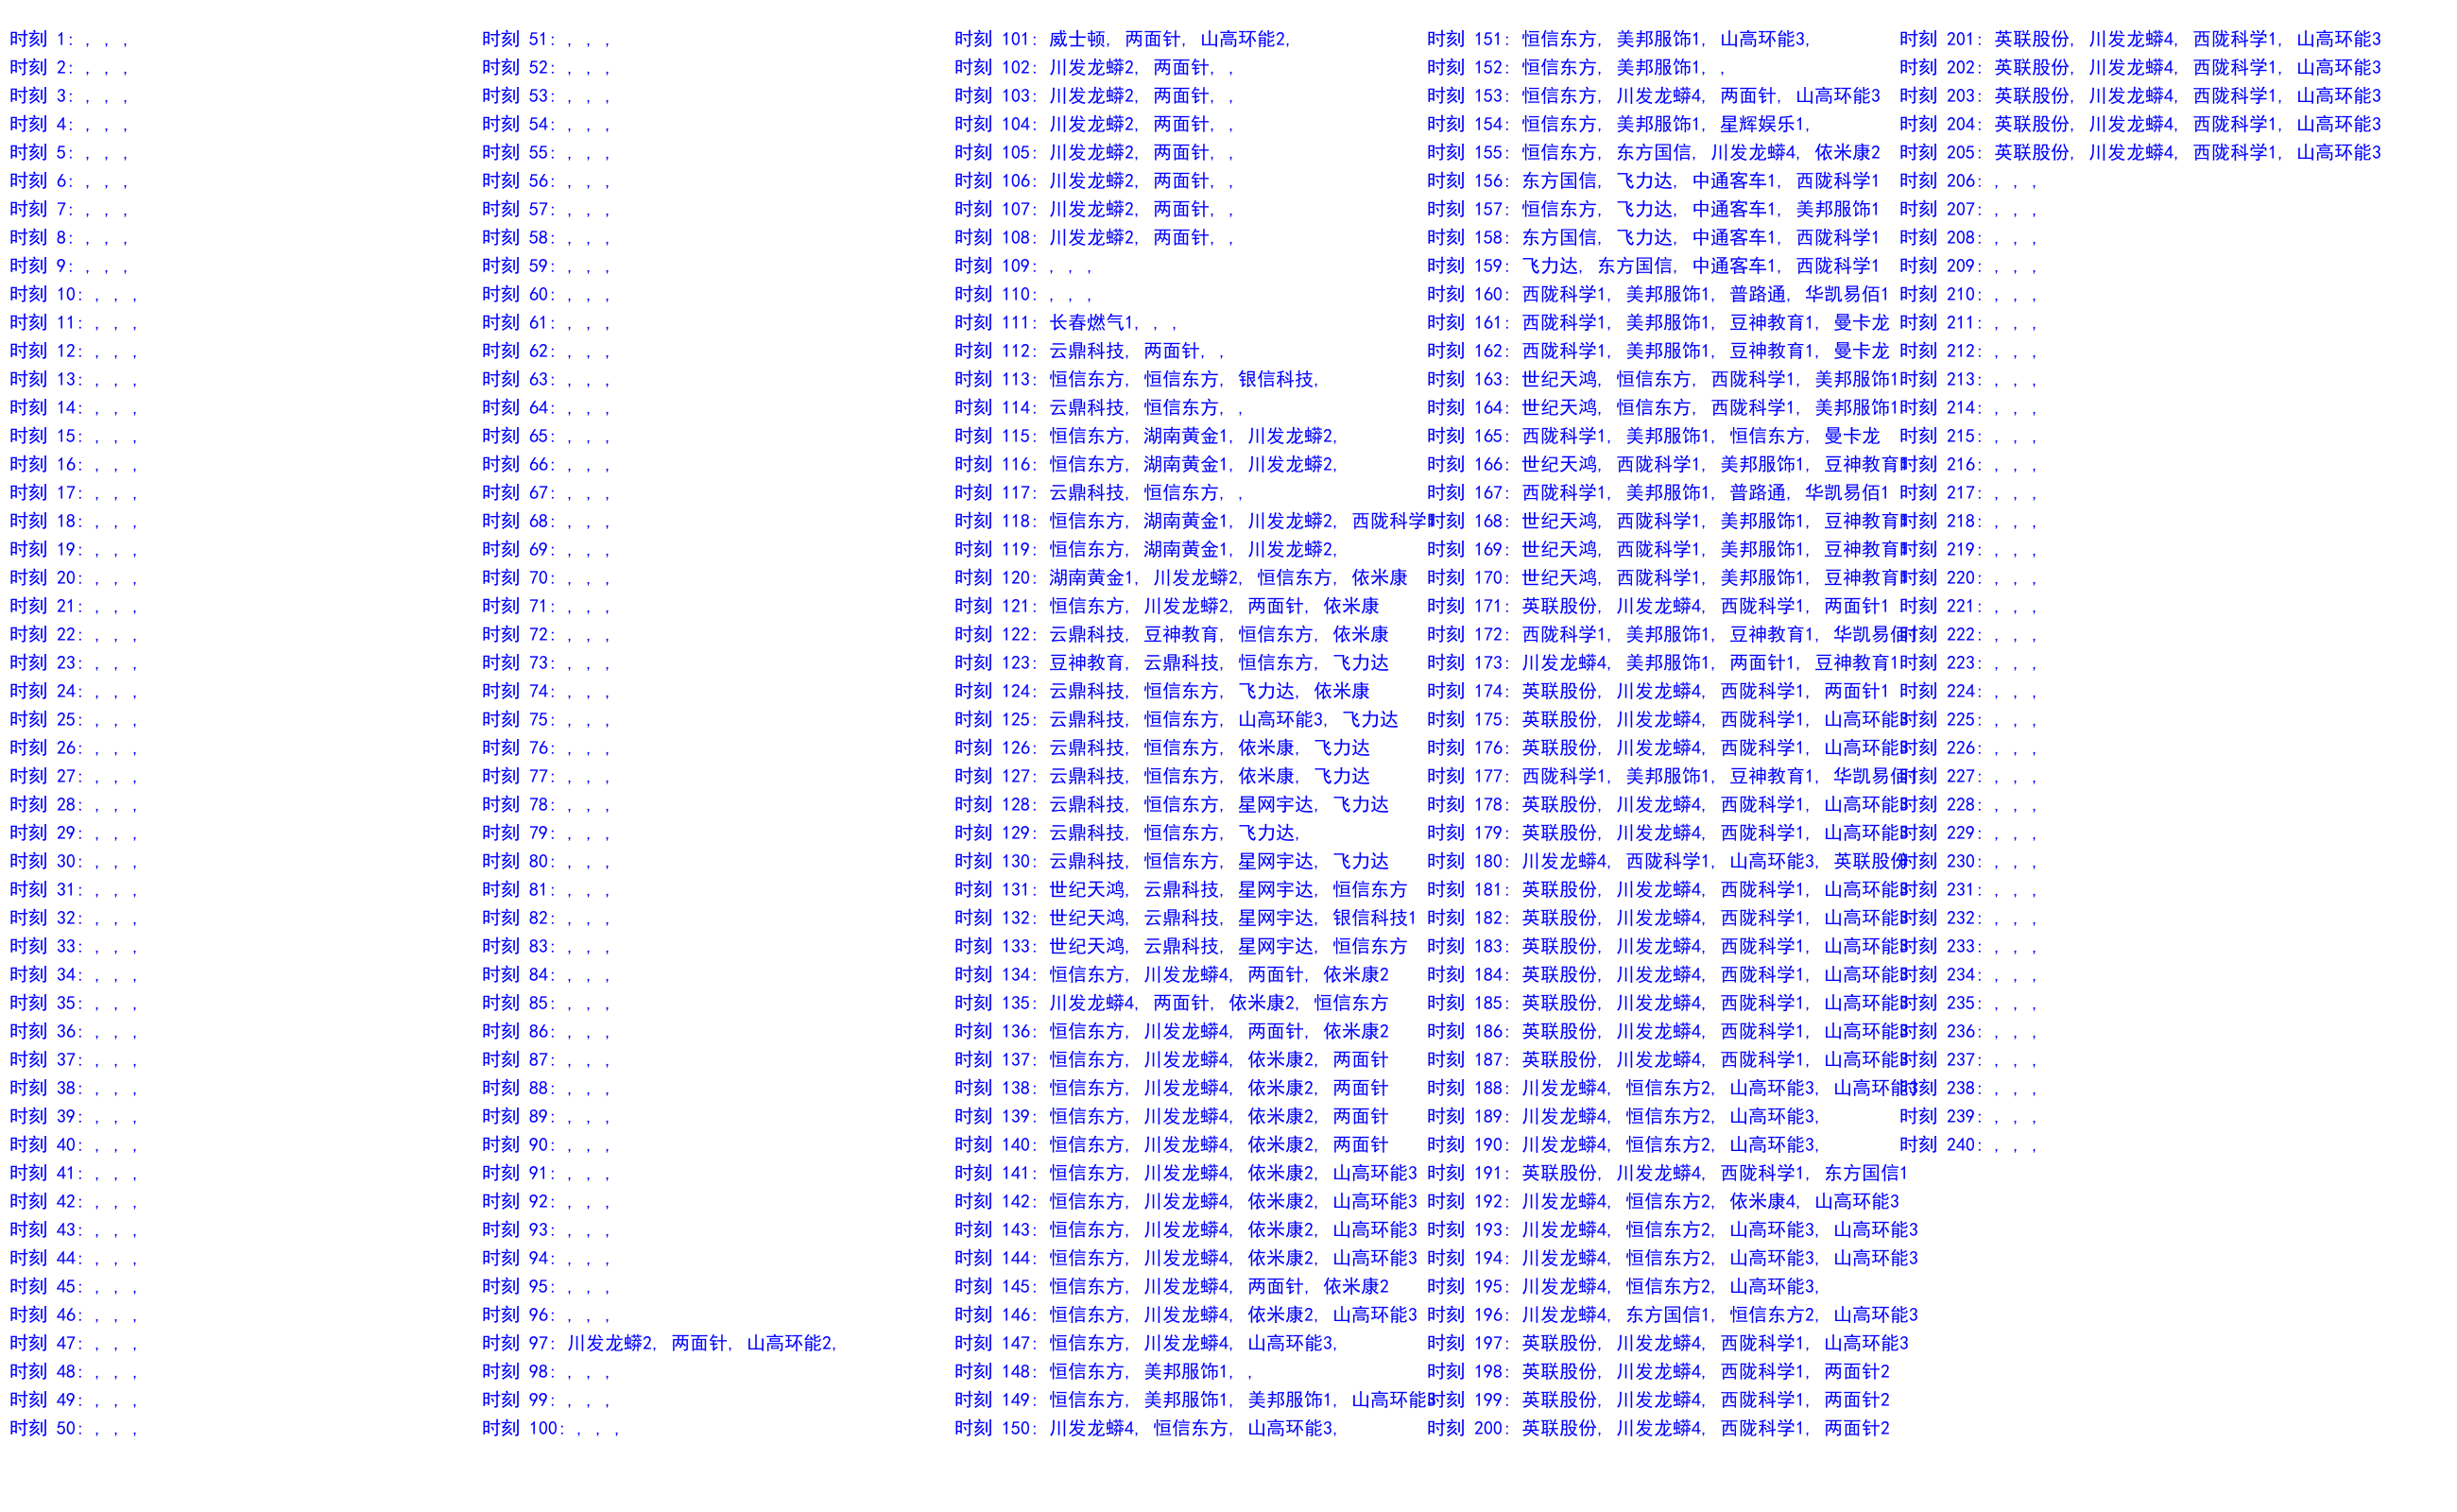 时刻 1: , , ,
时刻 2: , , ,
时刻 3: , , ,
时刻 4: , , ,
时刻 5: , , ,
时刻 6: , , ,
时刻 7: , , ,
时刻 8: , , ,
时刻 9: , , ,
时刻 10: , , ,
时刻 11: , , ,
时刻 12: , , ,
时刻 13: , , ,
时刻 14: , , ,
时刻 15: , , ,
时刻 16: , , ,
时刻 17: , , ,
时刻 18: , , ,
时刻 19: , , ,
时刻 20: , , ,
时刻 21: , , ,
时刻 22: , , ,
时刻 23: , , ,
时刻 24: , , ,
时刻 25: , , ,
时刻 26: , , ,
时刻 27: , , ,
时刻 28: , , ,
时刻 29: , , ,
时刻 30: , , ,
时刻 31: , , ,
时刻 32: , , ,
时刻 33: , , ,
时刻 34: , , ,
时刻 35: , , ,
时刻 36: , , ,
时刻 37: , , ,
时刻 38: , , ,
时刻 39: , , ,
时刻 40: , , ,
时刻 41: , , ,
时刻 42: , , ,
时刻 43: , , ,
时刻 44: , , ,
时刻 45: , , ,
时刻 46: , , ,
时刻 47: , , ,
时刻 48: , , ,
时刻 49: , , ,
时刻 50: , , ,
时刻 51: , , ,
时刻 52: , , ,
时刻 53: , , ,
时刻 54: , , ,
时刻 55: , , ,
时刻 56: , , ,
时刻 57: , , ,
时刻 58: , , ,
时刻 59: , , ,
时刻 60: , , ,
时刻 61: , , ,
时刻 62: , , ,
时刻 63: , , ,
时刻 64: , , ,
时刻 65: , , ,
时刻 66: , , ,
时刻 67: , , ,
时刻 68: , , ,
时刻 69: , , ,
时刻 70: , , ,
时刻 71: , , ,
时刻 72: , , ,
时刻 73: , , ,
时刻 74: , , ,
时刻 75: , , ,
时刻 76: , , ,
时刻 77: , , ,
时刻 78: , , ,
时刻 79: , , ,
时刻 80: , , ,
时刻 81: , , ,
时刻 82: , , ,
时刻 83: , , ,
时刻 84: , , ,
时刻 85: , , ,
时刻 86: , , ,
时刻 87: , , ,
时刻 88: , , ,
时刻 89: , , ,
时刻 90: , , ,
时刻 91: , , ,
时刻 92: , , ,
时刻 93: , , ,
时刻 94: , , ,
时刻 95: , , ,
时刻 96: , , ,
时刻 97: 川发龙蟒2, 两面针, 山高环能2,
时刻 98: , , ,
时刻 99: , , ,
时刻 100: , , ,
时刻 101: 威士顿, 两面针, 山高环能2,
时刻 102: 川发龙蟒2, 两面针, ,
时刻 103: 川发龙蟒2, 两面针, ,
时刻 104: 川发龙蟒2, 两面针, ,
时刻 105: 川发龙蟒2, 两面针, ,
时刻 106: 川发龙蟒2, 两面针, ,
时刻 107: 川发龙蟒2, 两面针, ,
时刻 108: 川发龙蟒2, 两面针, ,
时刻 109: , , ,
时刻 110: , , ,
时刻 111: 长春燃气1, , ,
时刻 112: 云鼎科技, 两面针, ,
时刻 113: 恒信东方, 恒信东方, 银信科技,
时刻 114: 云鼎科技, 恒信东方, ,
时刻 115: 恒信东方, 湖南黄金1, 川发龙蟒2,
时刻 116: 恒信东方, 湖南黄金1, 川发龙蟒2,
时刻 117: 云鼎科技, 恒信东方, ,
时刻 118: 恒信东方, 湖南黄金1, 川发龙蟒2, 西陇科学
时刻 119: 恒信东方, 湖南黄金1, 川发龙蟒2,
时刻 120: 湖南黄金1, 川发龙蟒2, 恒信东方, 依米康
时刻 121: 恒信东方, 川发龙蟒2, 两面针, 依米康
时刻 122: 云鼎科技, 豆神教育, 恒信东方, 依米康
时刻 123: 豆神教育, 云鼎科技, 恒信东方, 飞力达
时刻 124: 云鼎科技, 恒信东方, 飞力达, 依米康
时刻 125: 云鼎科技, 恒信东方, 山高环能3, 飞力达
时刻 126: 云鼎科技, 恒信东方, 依米康, 飞力达
时刻 127: 云鼎科技, 恒信东方, 依米康, 飞力达
时刻 128: 云鼎科技, 恒信东方, 星网宇达, 飞力达
时刻 129: 云鼎科技, 恒信东方, 飞力达,
时刻 130: 云鼎科技, 恒信东方, 星网宇达, 飞力达
时刻 131: 世纪天鸿, 云鼎科技, 星网宇达, 恒信东方
时刻 132: 世纪天鸿, 云鼎科技, 星网宇达, 银信科技1
时刻 133: 世纪天鸿, 云鼎科技, 星网宇达, 恒信东方
时刻 134: 恒信东方, 川发龙蟒4, 两面针, 依米康2
时刻 135: 川发龙蟒4, 两面针, 依米康2, 恒信东方
时刻 136: 恒信东方, 川发龙蟒4, 两面针, 依米康2
时刻 137: 恒信东方, 川发龙蟒4, 依米康2, 两面针
时刻 138: 恒信东方, 川发龙蟒4, 依米康2, 两面针
时刻 139: 恒信东方, 川发龙蟒4, 依米康2, 两面针
时刻 140: 恒信东方, 川发龙蟒4, 依米康2, 两面针
时刻 141: 恒信东方, 川发龙蟒4, 依米康2, 山高环能3
时刻 142: 恒信东方, 川发龙蟒4, 依米康2, 山高环能3
时刻 143: 恒信东方, 川发龙蟒4, 依米康2, 山高环能3
时刻 144: 恒信东方, 川发龙蟒4, 依米康2, 山高环能3
时刻 145: 恒信东方, 川发龙蟒4, 两面针, 依米康2
时刻 146: 恒信东方, 川发龙蟒4, 依米康2, 山高环能3
时刻 147: 恒信东方, 川发龙蟒4, 山高环能3,
时刻 148: 恒信东方, 美邦服饰1, ,
时刻 149: 恒信东方, 美邦服饰1, 美邦服饰1, 山高环能
时刻 150: 川发龙蟒4, 恒信东方, 山高环能3,
时刻 151: 恒信东方, 美邦服饰1, 山高环能3,
时刻 152: 恒信东方, 美邦服饰1, ,
时刻 153: 恒信东方, 川发龙蟒4, 两面针, 山高环能3
时刻 154: 恒信东方, 美邦服饰1, 星辉娱乐1,
时刻 155: 恒信东方, 东方国信, 川发龙蟒4, 依米康2
时刻 156: 东方国信, 飞力达, 中通客车1, 西陇科学1
时刻 157: 恒信东方, 飞力达, 中通客车1, 美邦服饰1
时刻 158: 东方国信, 飞力达, 中通客车1, 西陇科学1
时刻 159: 飞力达, 东方国信, 中通客车1, 西陇科学1
时刻 160: 西陇科学1, 美邦服饰1, 普路通, 华凯易佰1
时刻 161: 西陇科学1, 美邦服饰1, 豆神教育1, 曼卡龙
时刻 162: 西陇科学1, 美邦服饰1, 豆神教育1, 曼卡龙
时刻 163: 世纪天鸿, 恒信东方, 西陇科学1, 美邦服饰1
时刻 164: 世纪天鸿, 恒信东方, 西陇科学1, 美邦服饰1
时刻 165: 西陇科学1, 美邦服饰1, 恒信东方, 曼卡龙
时刻 166: 世纪天鸿, 西陇科学1, 美邦服饰1, 豆神教育
时刻 167: 西陇科学1, 美邦服饰1, 普路通, 华凯易佰1
时刻 168: 世纪天鸿, 西陇科学1, 美邦服饰1, 豆神教育
时刻 169: 世纪天鸿, 西陇科学1, 美邦服饰1, 豆神教育
时刻 170: 世纪天鸿, 西陇科学1, 美邦服饰1, 豆神教育
时刻 171: 英联股份, 川发龙蟒4, 西陇科学1, 两面针1
时刻 172: 西陇科学1, 美邦服饰1, 豆神教育1, 华凯易佰1
时刻 173: 川发龙蟒4, 美邦服饰1, 两面针1, 豆神教育1
时刻 174: 英联股份, 川发龙蟒4, 西陇科学1, 两面针1
时刻 175: 英联股份, 川发龙蟒4, 西陇科学1, 山高环能
时刻 176: 英联股份, 川发龙蟒4, 西陇科学1, 山高环能
时刻 177: 西陇科学1, 美邦服饰1, 豆神教育1, 华凯易佰1
时刻 178: 英联股份, 川发龙蟒4, 西陇科学1, 山高环能
时刻 179: 英联股份, 川发龙蟒4, 西陇科学1, 山高环能
时刻 180: 川发龙蟒4, 西陇科学1, 山高环能3, 英联股份
时刻 181: 英联股份, 川发龙蟒4, 西陇科学1, 山高环能
时刻 182: 英联股份, 川发龙蟒4, 西陇科学1, 山高环能
时刻 183: 英联股份, 川发龙蟒4, 西陇科学1, 山高环能
时刻 184: 英联股份, 川发龙蟒4, 西陇科学1, 山高环能
时刻 185: 英联股份, 川发龙蟒4, 西陇科学1, 山高环能
时刻 186: 英联股份, 川发龙蟒4, 西陇科学1, 山高环能
时刻 187: 英联股份, 川发龙蟒4, 西陇科学1, 山高环能
时刻 188: 川发龙蟒4, 恒信东方2, 山高环能3, 山高环能3
时刻 189: 川发龙蟒4, 恒信东方2, 山高环能3,
时刻 190: 川发龙蟒4, 恒信东方2, 山高环能3,
时刻 191: 英联股份, 川发龙蟒4, 西陇科学1, 东方国信1
时刻 192: 川发龙蟒4, 恒信东方2, 依米康4, 山高环能3
时刻 193: 川发龙蟒4, 恒信东方2, 山高环能3, 山高环能3
时刻 194: 川发龙蟒4, 恒信东方2, 山高环能3, 山高环能3
时刻 195: 川发龙蟒4, 恒信东方2, 山高环能3,
时刻 196: 川发龙蟒4, 东方国信1, 恒信东方2, 山高环能3
时刻 197: 英联股份, 川发龙蟒4, 西陇科学1, 山高环能3
时刻 198: 英联股份, 川发龙蟒4, 西陇科学1, 两面针2
时刻 199: 英联股份, 川发龙蟒4, 西陇科学1, 两面针2
时刻 200: 英联股份, 川发龙蟒4, 西陇科学1, 两面针2
时刻 201: 英联股份, 川发龙蟒4, 西陇科学1, 山高环能3
时刻 202: 英联股份, 川发龙蟒4, 西陇科学1, 山高环能3
时刻 203: 英联股份, 川发龙蟒4, 西陇科学1, 山高环能3
时刻 204: 英联股份, 川发龙蟒4, 西陇科学1, 山高环能3
时刻 205: 英联股份, 川发龙蟒4, 西陇科学1, 山高环能3
时刻 206: , , ,
时刻 207: , , ,
时刻 208: , , ,
时刻 209: , , ,
时刻 210: , , ,
时刻 211: , , ,
时刻 212: , , ,
时刻 213: , , ,
时刻 214: , , ,
时刻 215: , , ,
时刻 216: , , ,
时刻 217: , , ,
时刻 218: , , ,
时刻 219: , , ,
时刻 220: , , ,
时刻 221: , , ,
时刻 222: , , ,
时刻 223: , , ,
时刻 224: , , ,
时刻 225: , , ,
时刻 226: , , ,
时刻 227: , , ,
时刻 228: , , ,
时刻 229: , , ,
时刻 230: , , ,
时刻 231: , , ,
时刻 232: , , ,
时刻 233: , , ,
时刻 234: , , ,
时刻 235: , , ,
时刻 236: , , ,
时刻 237: , , ,
时刻 238: , , ,
时刻 239: , , ,
时刻 240: , , ,